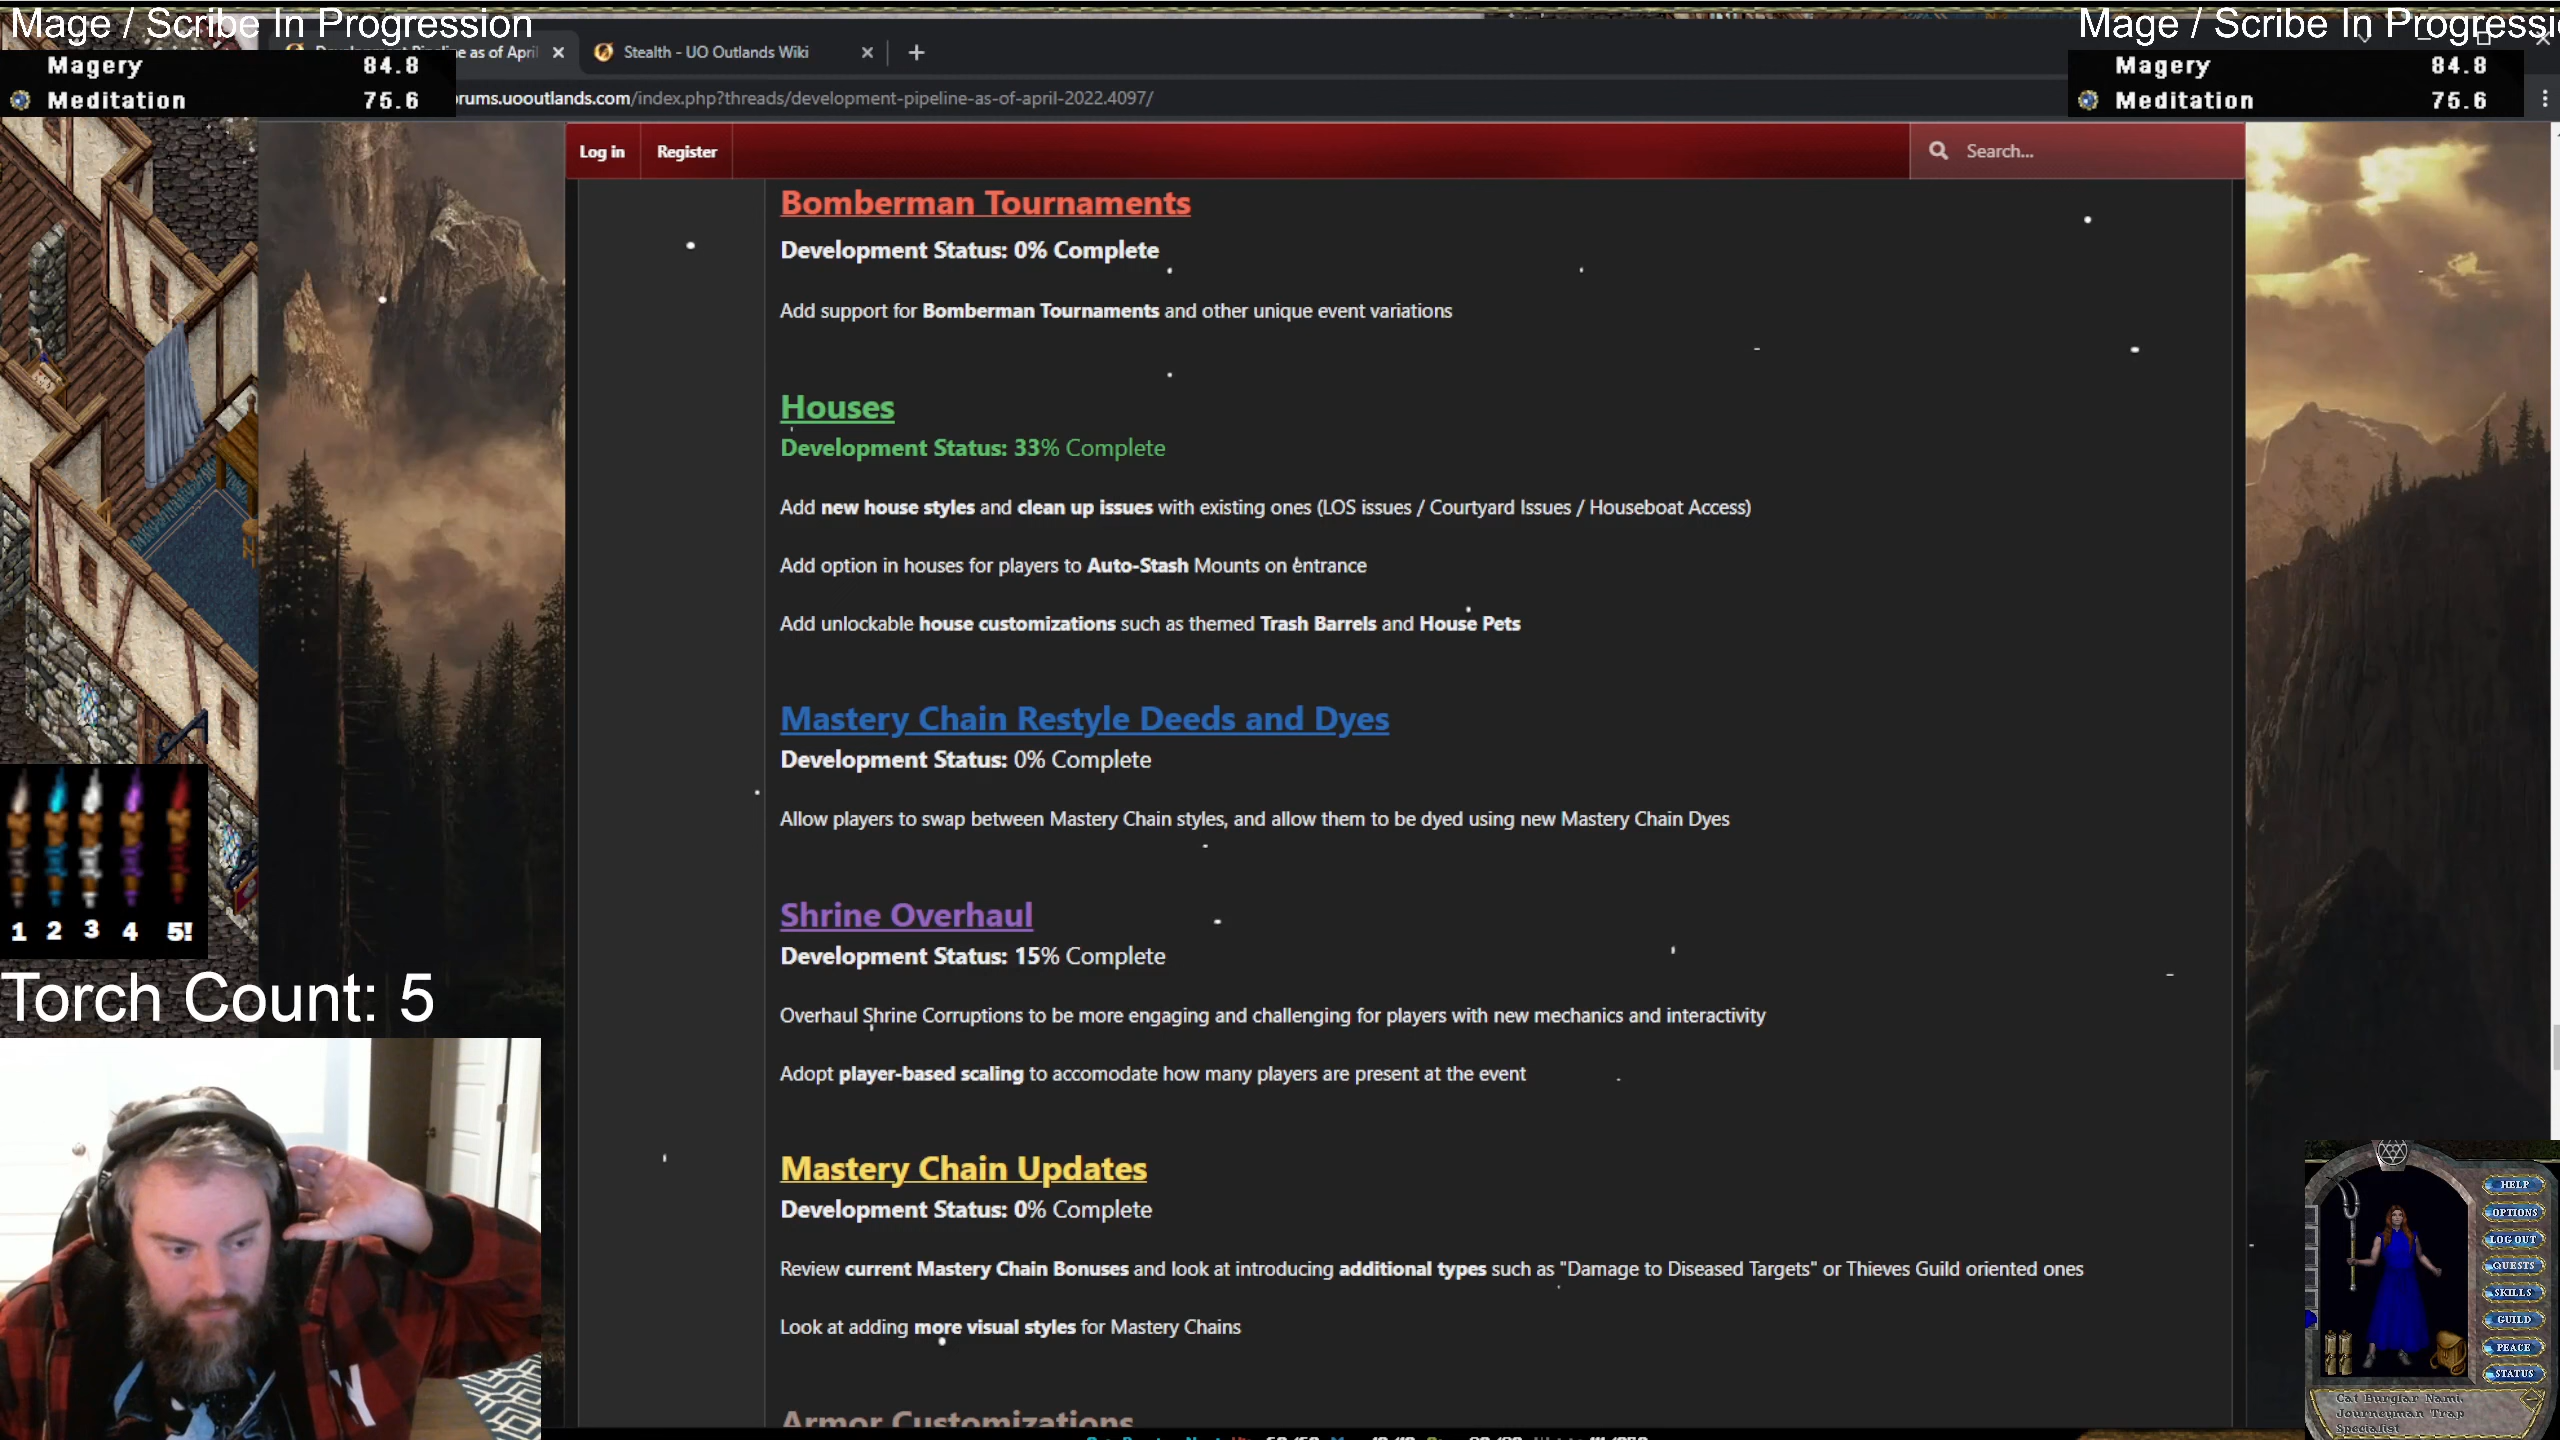 Mage / Scribe In Progression
Magery 84.8
Meditation 75.6
e as of April
Stealth - UO Outlands Wiki
rums.uooutlands.com/index.php?threads/development-pipeline-as-of-april-2022.4097/
Mage / Scribe In Progressi
Magery 84.8
Meditation 75.6
Log in
Register
Search...
Bomberman Tournaments
Development Status: 0% Complete
Add support for Bomberman Tournaments and other unique event variations
Houses
Development Status: 33% Complete
Add new house styles and clean up issues with existing ones (LOS issues / Courtyard Issues / Houseboat Access)
Add option in houses for players to Auto-Stash Mounts on entrance
Add unlockable house customizations such as themed Trash Barrels and House Pets
Mastery Chain Restyle Deeds and Dyes
Development Status: 0% Complete
Allow players to swap between Mastery Chain styles, and allow them to be dyed using new Mastery Chain Dyes
Shrine Overhaul
Development Status: 15% Complete
Overhaul Shrine Corruptions to be more engaging and challenging for players with new mechanics and interactivity
Adopt player-based scaling to accomodate how many players are present at the event
Mastery Chain Updates
Development Status: 0% Complete
Review current Mastery Chain Bonuses and look at introducing additional types such as "Damage to Diseased Targets" or Thieves Guild oriented ones
Look at adding more visual styles for Mastery Chains
Armor Customizations
1 2 3 4 5!
Torch Count: 5
HELP
OPTIONS
LOG OUT
QUESTS
SKILLS
GUILD
PEACE
STATUS
Cat Burglar Nami,
Journeyman Trap
Specialist